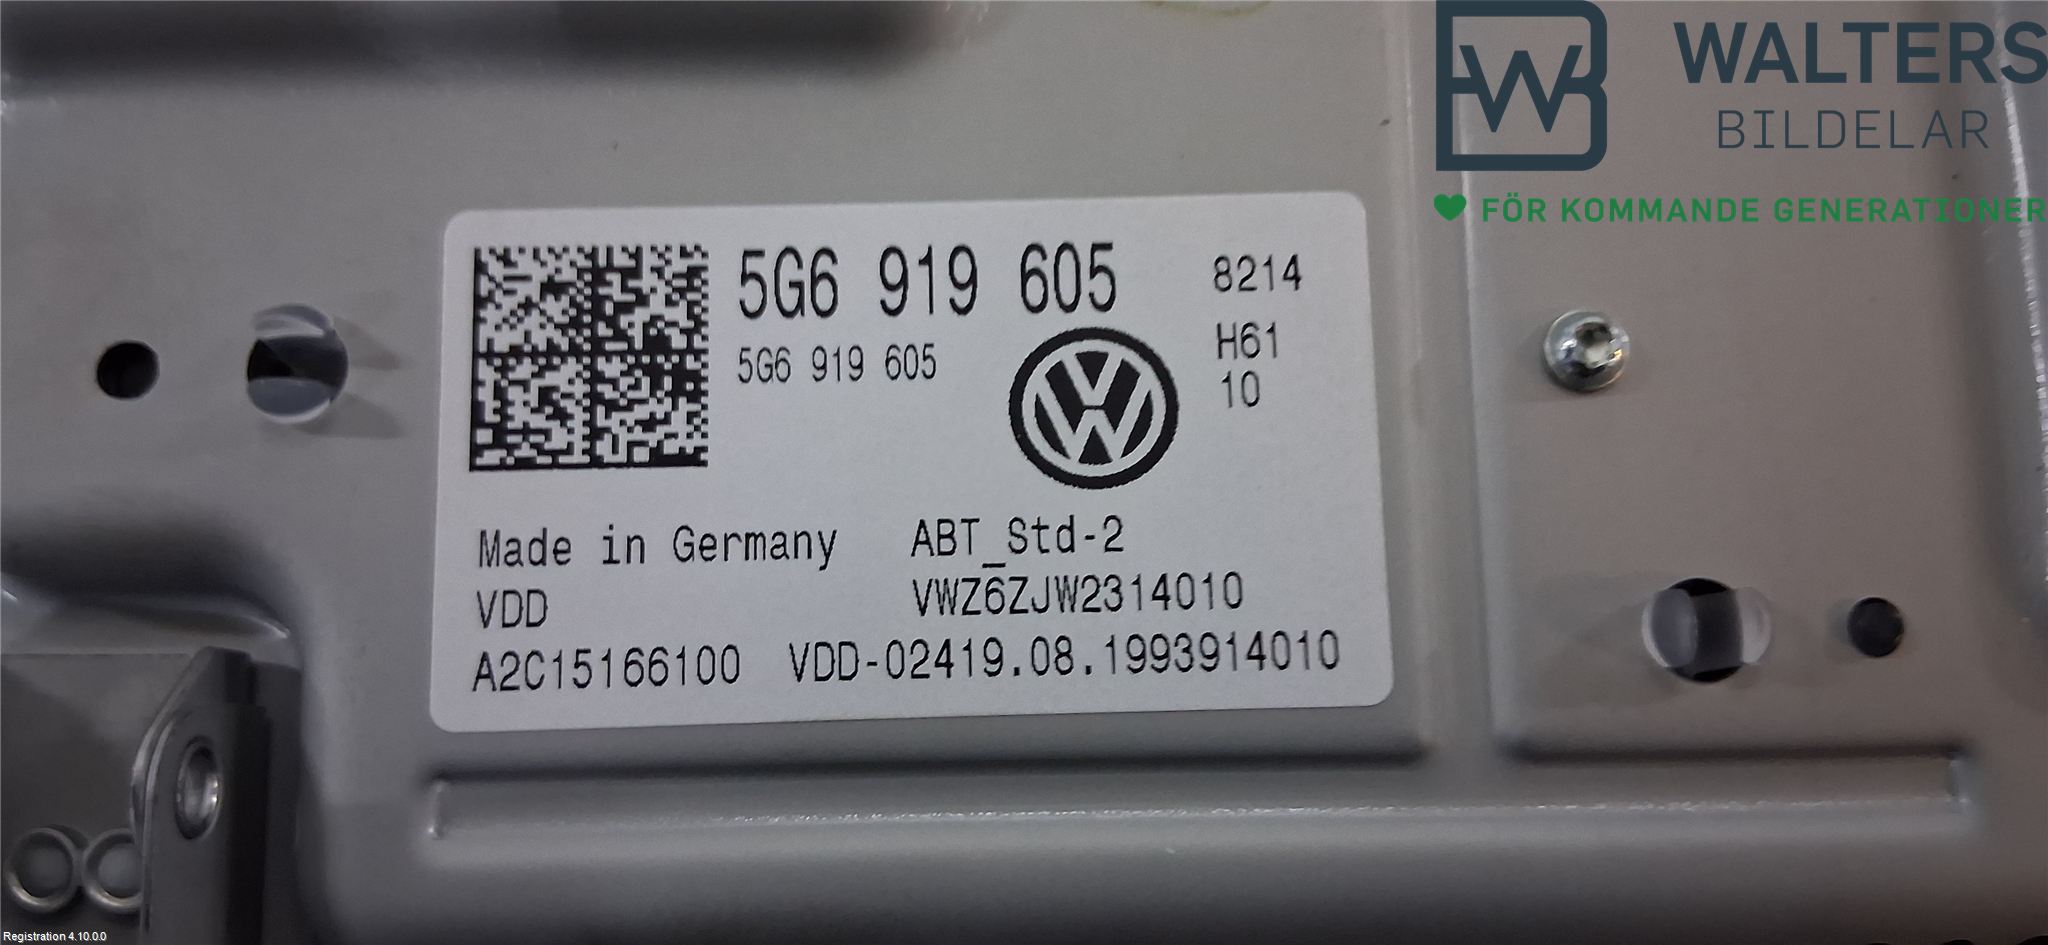 WALTERS
BILDELAR
FÖR KOMMANDE GENERATIONER
5G6 919 605 8214
5G6 919 605 H61
10
Made in Germany ABT_Std-2
VDD VWZ6ZJW2314010
A2C15166100 VDD-02419.08.1993914010
Registration 4.10.0.0